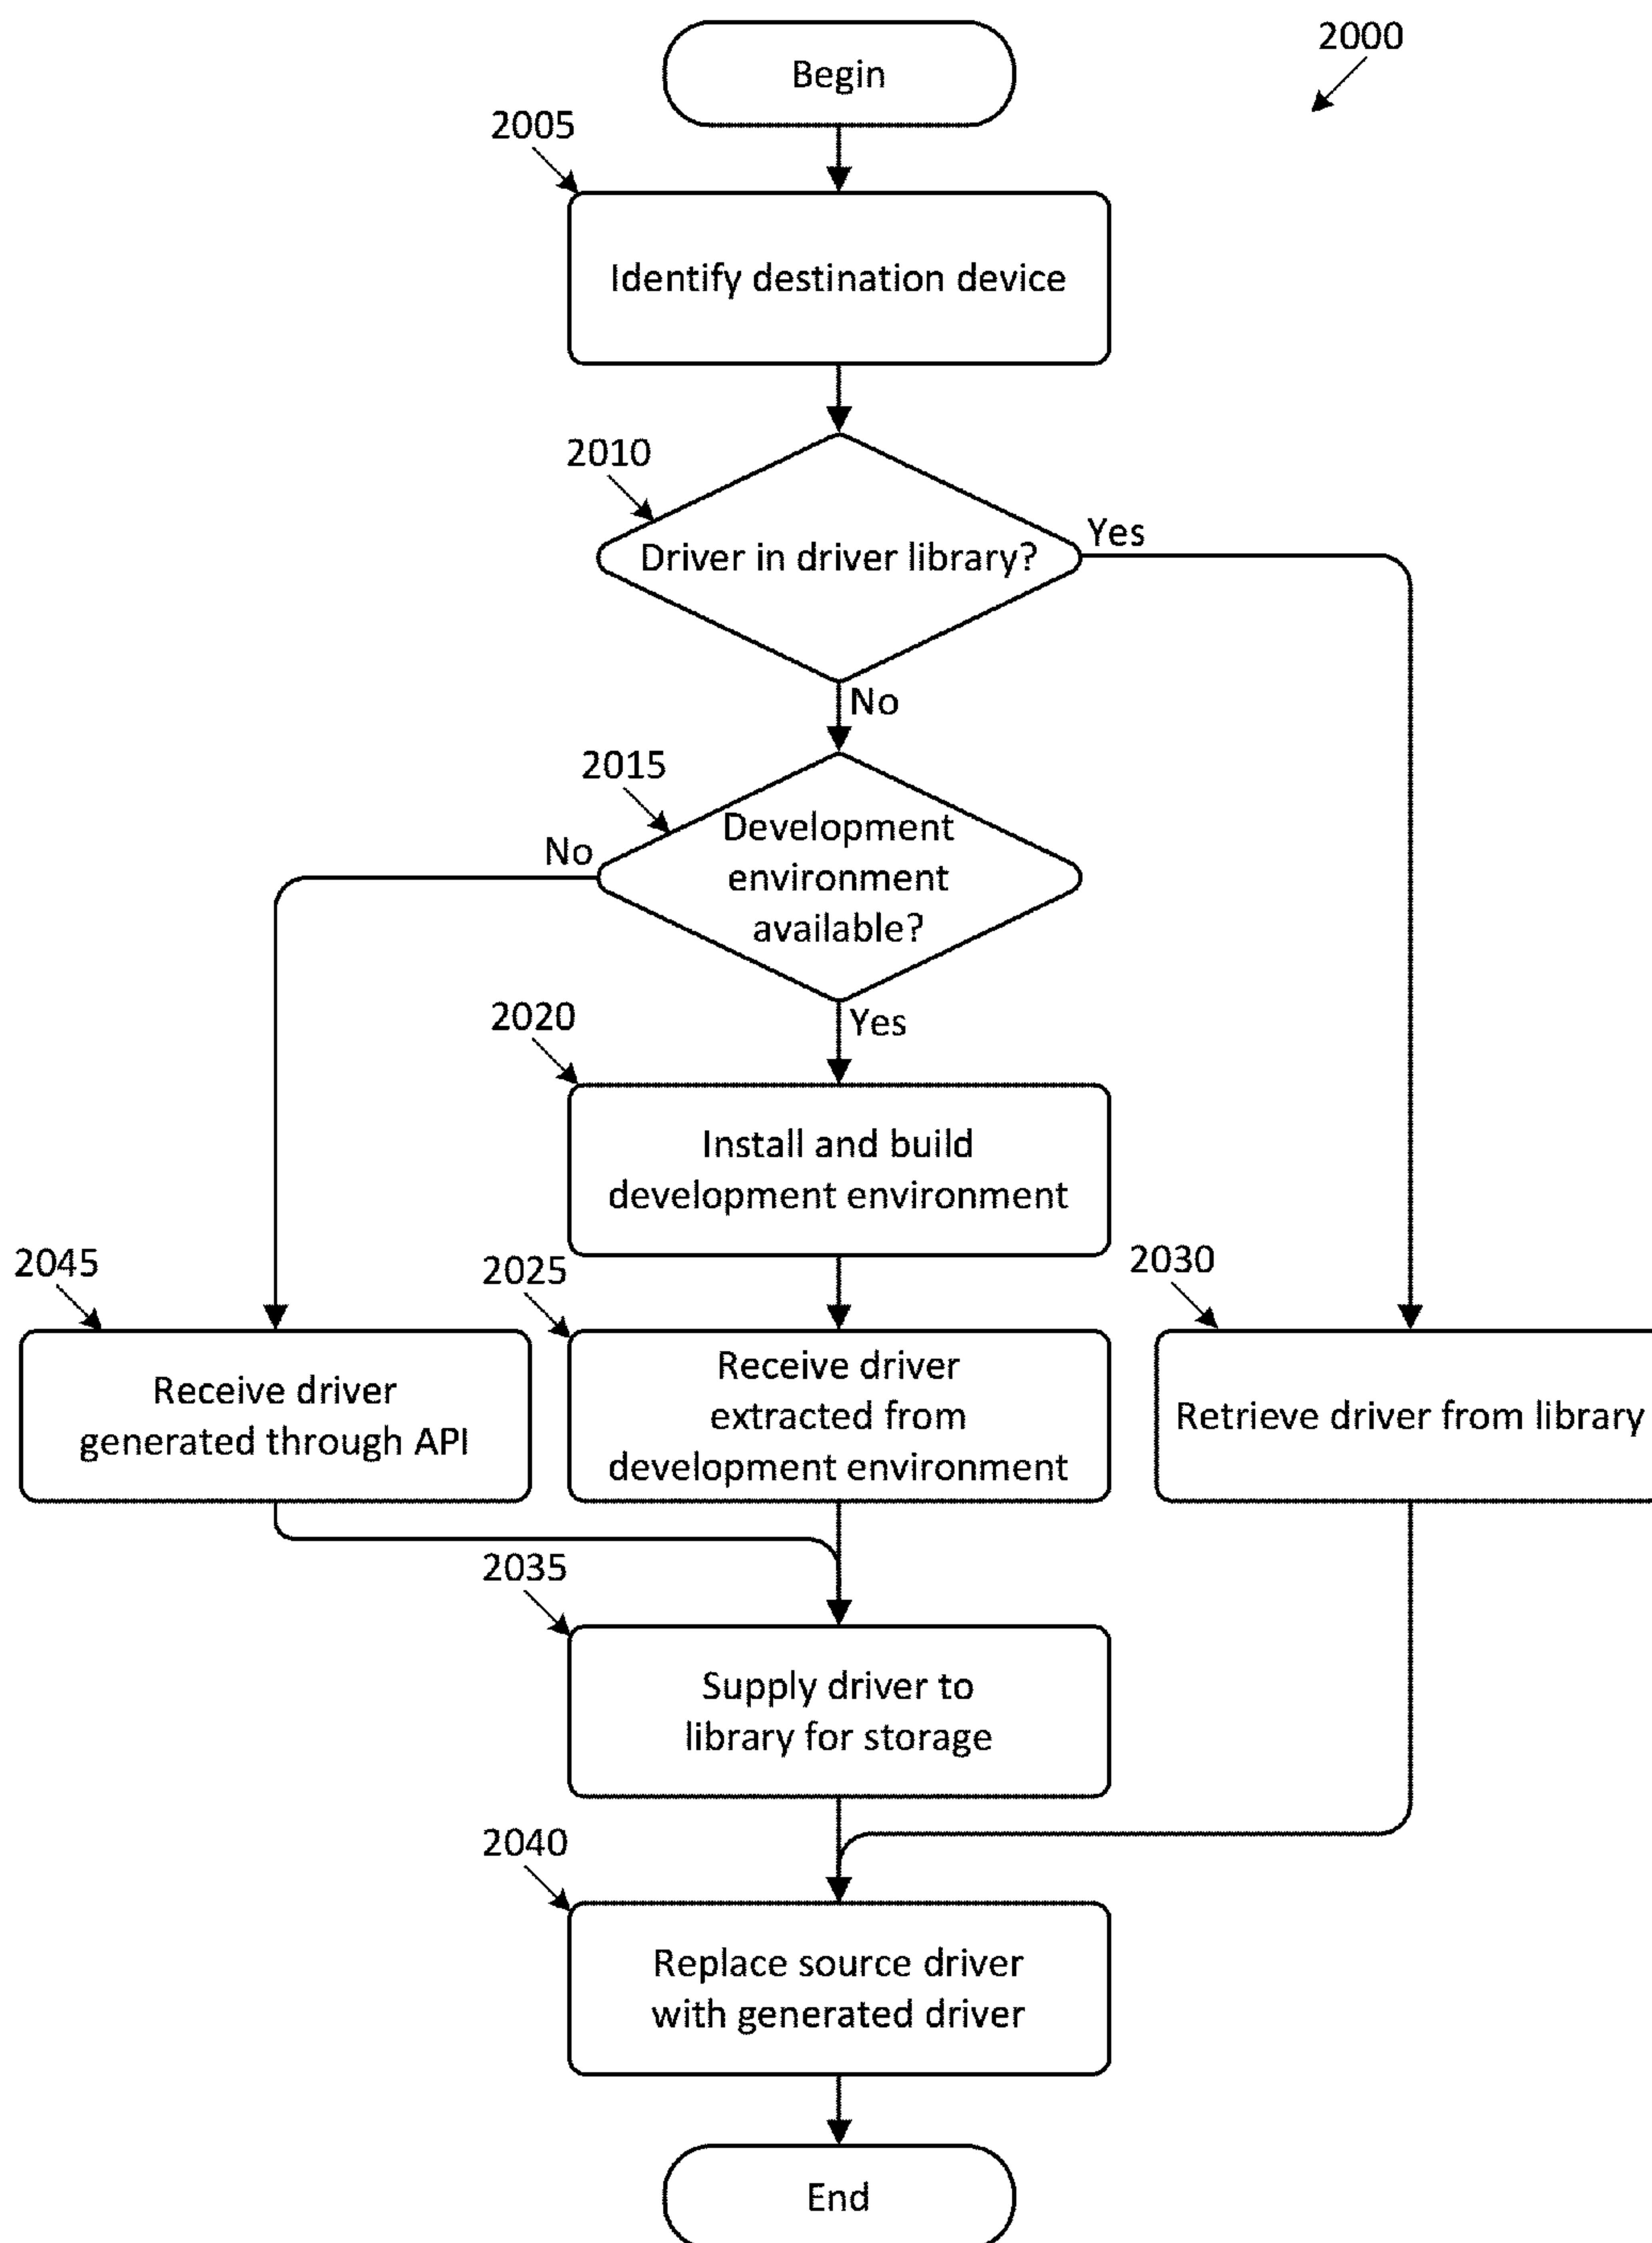 2000
Begin
2005
Identify destination device
2010
Driver in driver library?
Yes
No
2015
Development
environment
available?
No
Yes
2020
Install and build
development environment
2045
Receive driver
generated through API
2025
Receive driver
extracted from
development environment
2030
Retrieve driver from library
2035
Supply driver to
library for storage
2040
Replace source driver
with generated driver
End